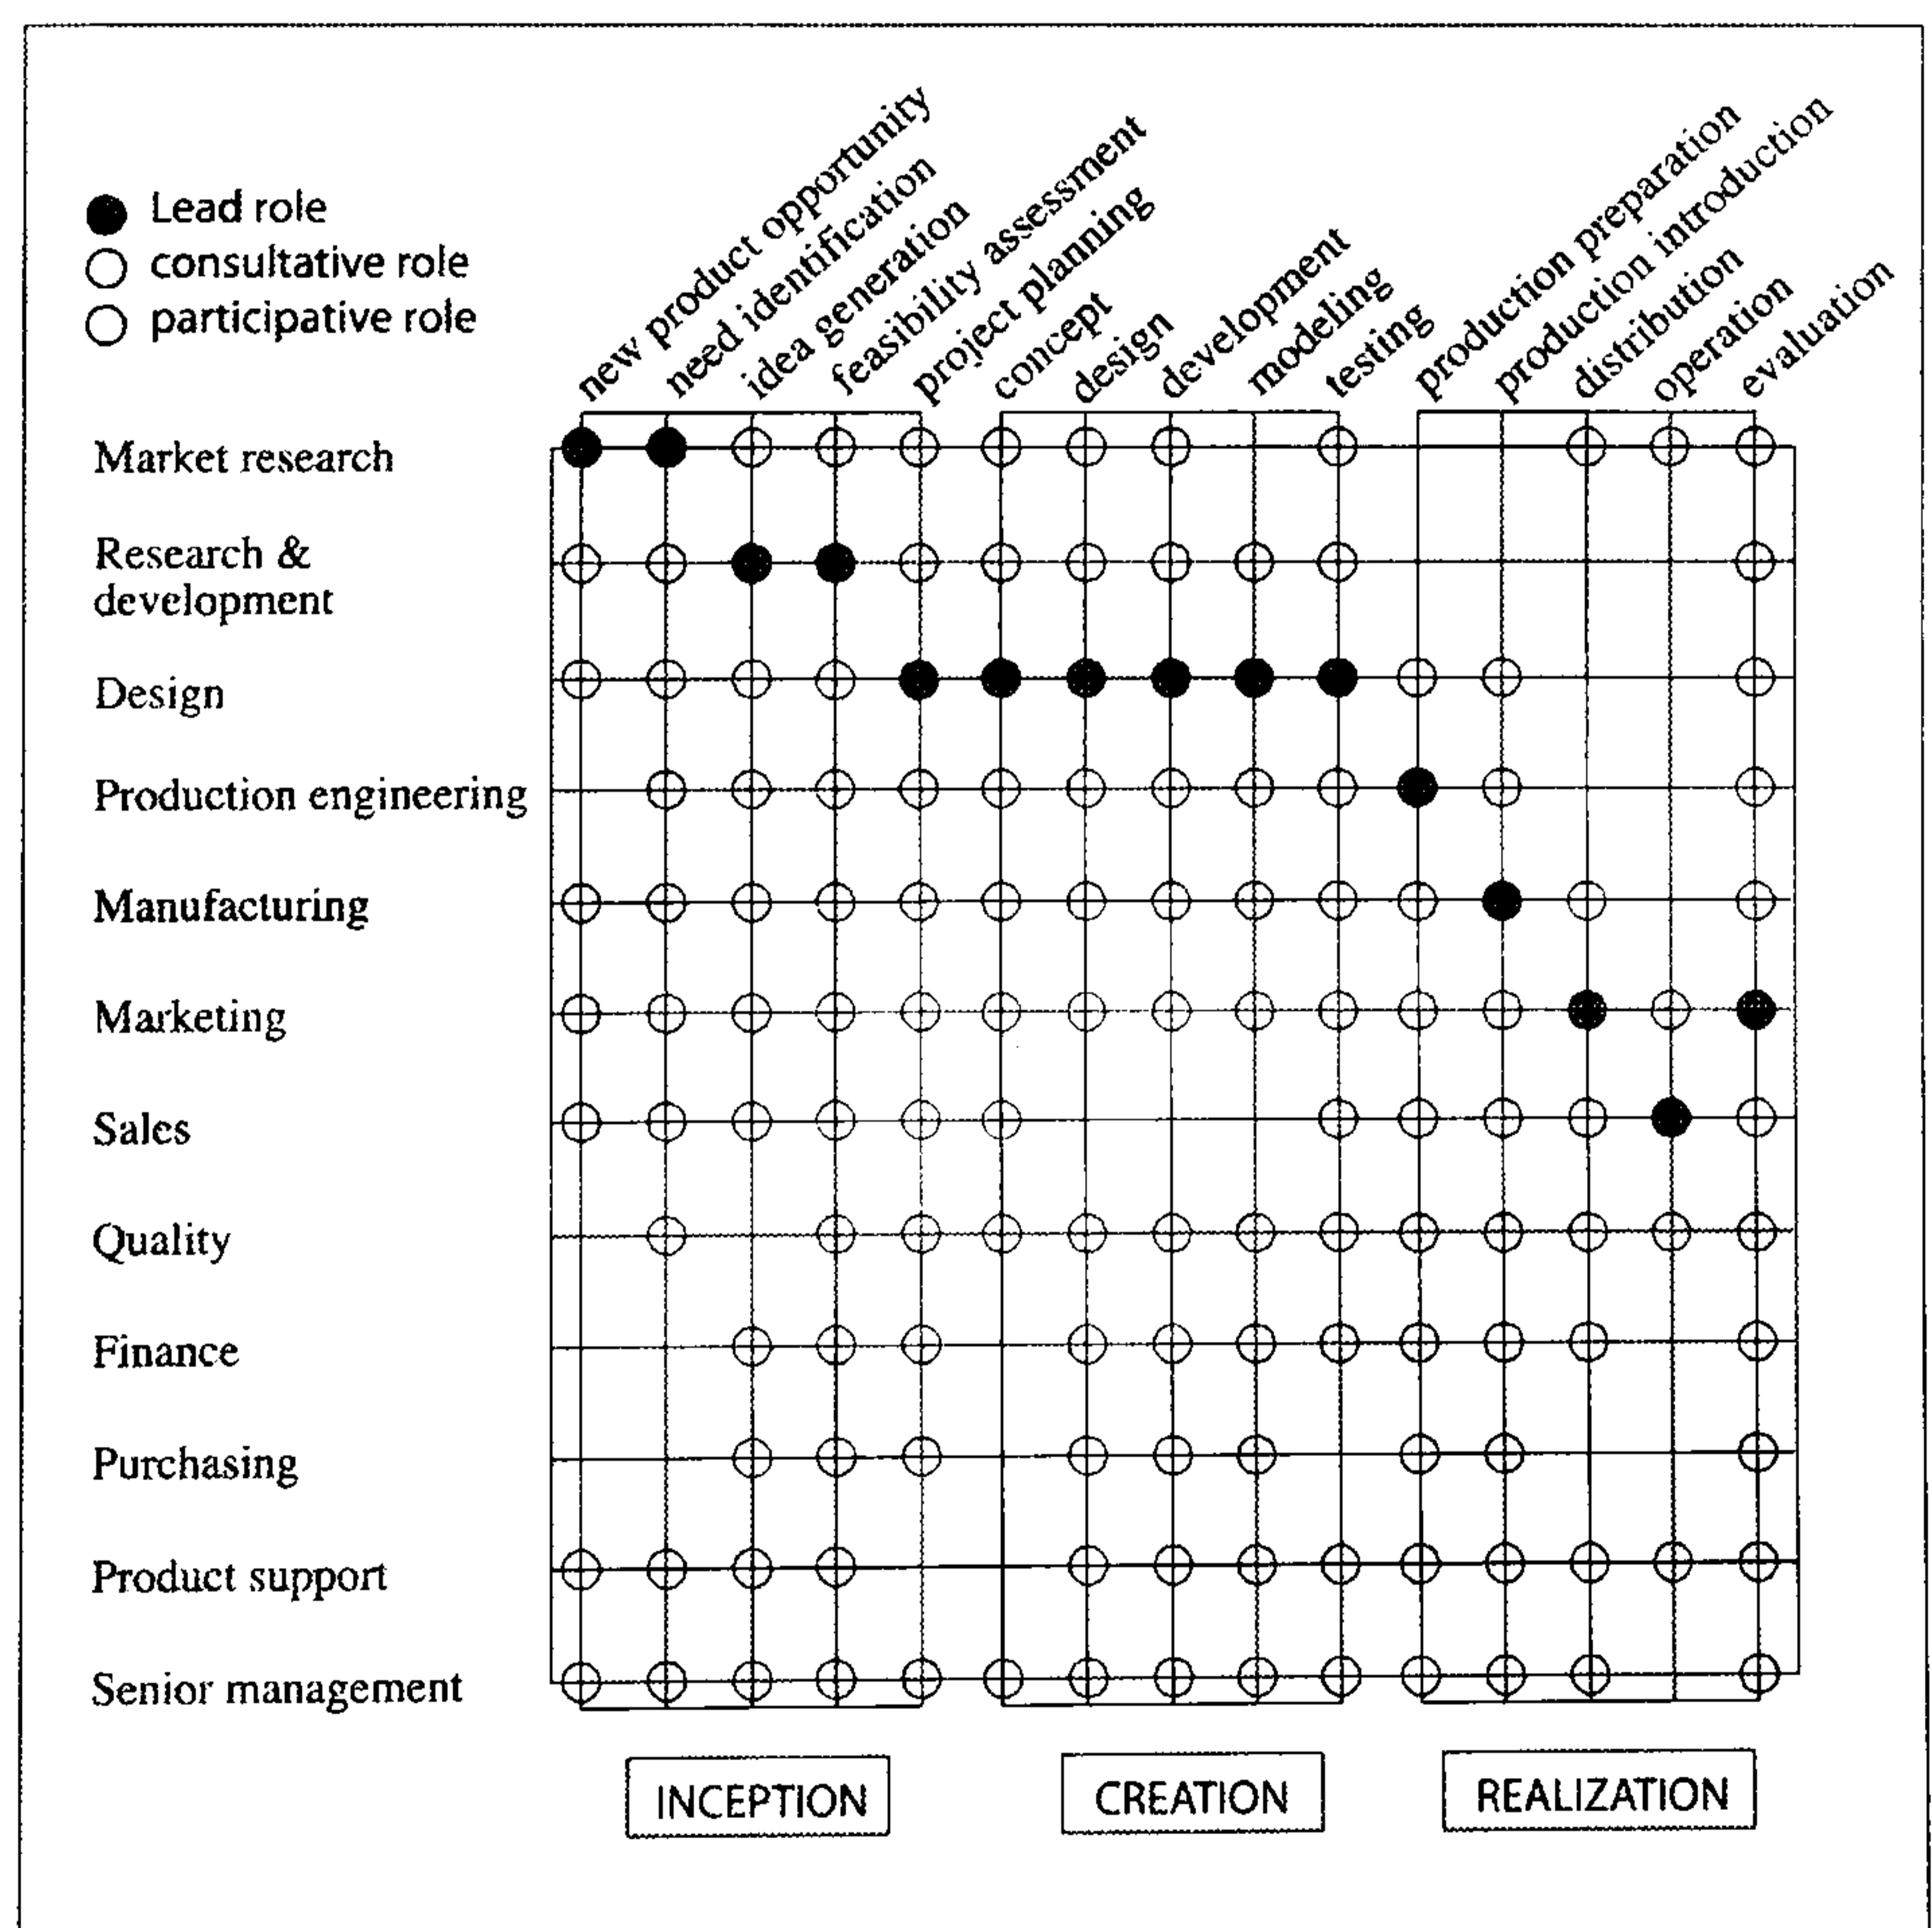 Lead role
consultative role
participative role
new product opportunity
need identification
idea generation
feasibility assessment
project planning
concept
design
development
modeling
testing
production preparation
production introduction
distribution
operation
evaluation
Market research
Research &
development
Design
Production engineering
Manufacturing
Marketing
Sales
Quality
Finance
Purchasing
Product support
Senior management
INCEPTION
CREATION
REALIZATION